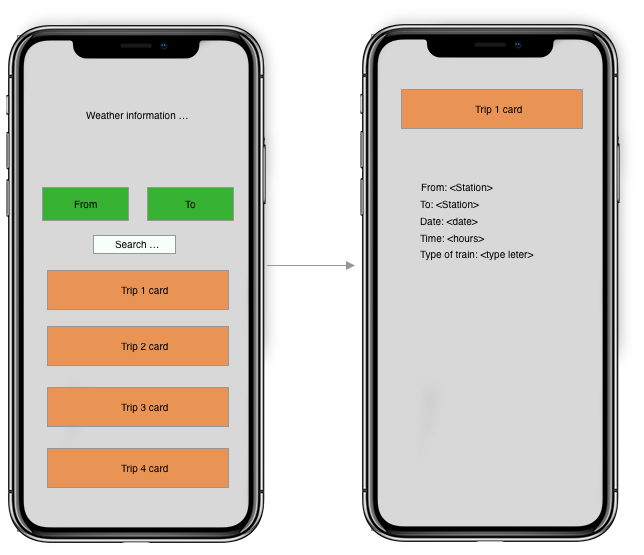 Weather information ...
From
To
Search ...
Trip 1 card
Trip 2 card
Trip 3 card
Trip 4 card
Trip 1 card
From: <Station>
To: <Station>
Date: <date>
Time: <hours>
Type of train: <type leter>